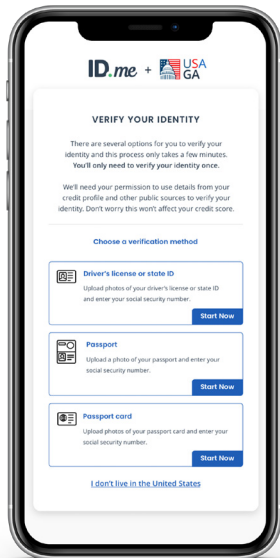 ID.me + USA
GA
VERIFY YOUR IDENTITY
There are several options for you to verify your
identity and this process only takes a few minutes.
You'll only need to verify your identity once.
We'll need your permission to use details from your
credit profile and other public sources to verify your
identity. Don't worry this won't affect your credit score.
Choose a verification method
Driver's license or state ID
Upload photos of your driver's license or state ID
and enter your social security number.
Start Now
Passport
Upload a photo of your passport and enter your
social security number.
Start Now
Passport card
Upload photos of your passport card and enter your
social security number.
Start Now
I don't live in the United States